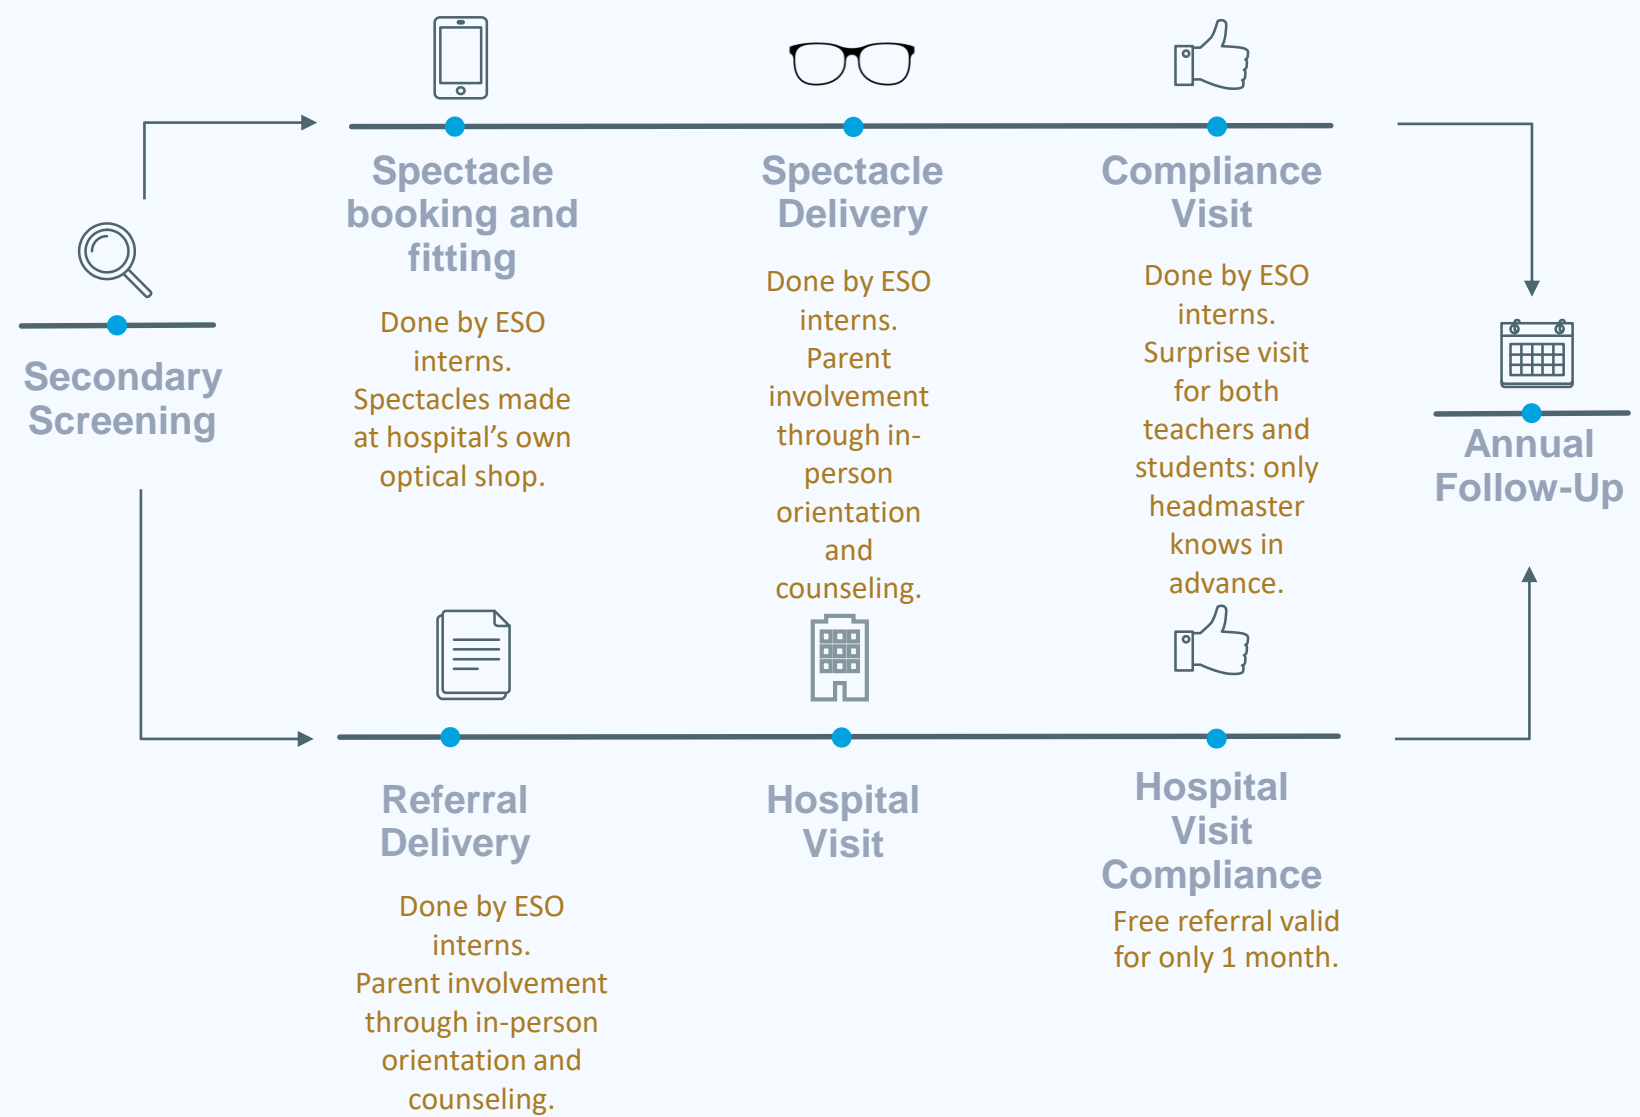 Secondary
Screening
Spectacle
booking and
fitting
Done by ESO
interns.
Spectacles made
at hospital's own
optical shop.
Spectacle
Delivery
Done by ESO
interns.
Parent
involvement
through in-
person
orientation
and
counseling.
Compliance
Visit
Done by ESO
interns.
Surprise visit
for both
teachers and
students: only
headmaster
knows in
advance.
Referral
Delivery
Done by ESO
interns.
Parent involvement
through in-person
orientation and
counseling.
Hospital
Visit
Hospital
Visit
Compliance
Free referral valid
for only 1 month.
Annual
Follow-Up